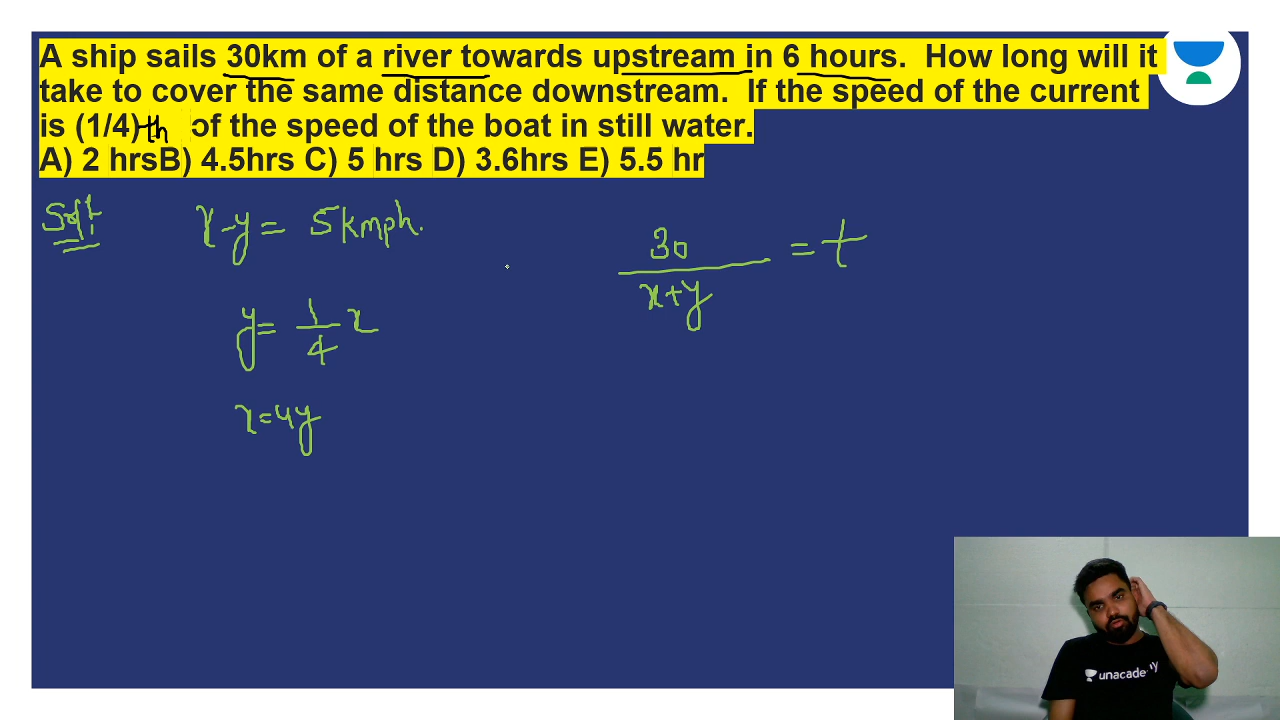 A ship sails 30km of a river towards upstream in 6 hours. How long will it
take to cover the same distance downstream. If the speed of the current
is (1/4)th of the speed of the boat in still water.
A) 2 hrsB) 4.5hrs C) 5 hrs D) 3.6hrs E) 5.5 hr
x-y = 5kmph.
30/(x+y) = t
y = 1/4 x
x=4y
unacademy